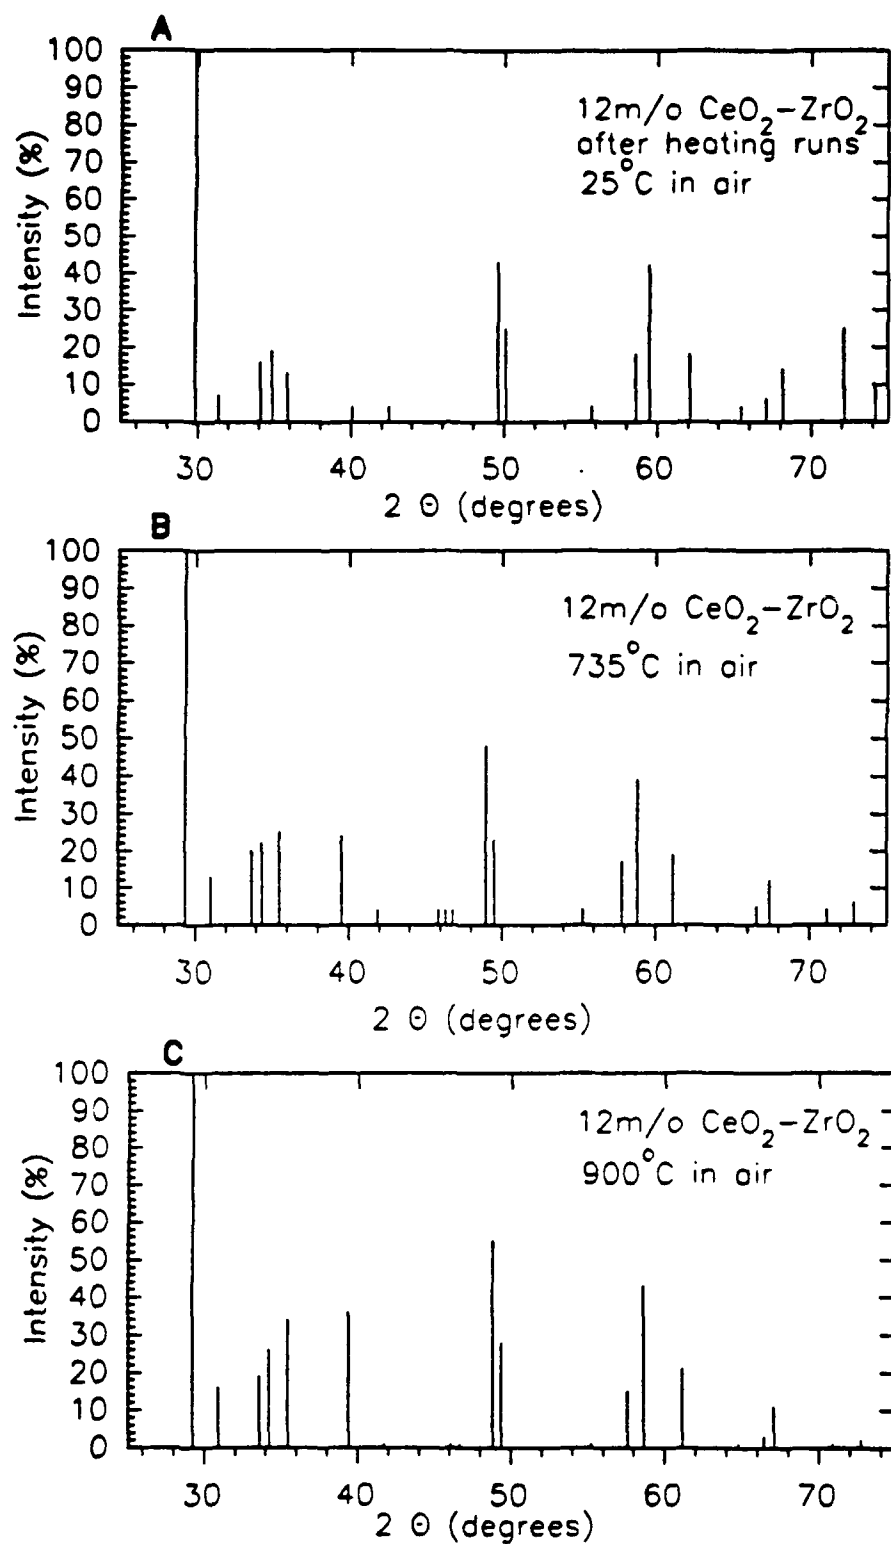 A
100
90
80
70
60
50
40
30
20
10
0
Intensity (%)
12m/o CeO₂-ZrO₂
after heating runs
25°C in air
30 40 50 60 70
2 Θ (degrees)
B
100
90
80
70
60
50
40
30
20
10
0
Intensity (%)
12m/o CeO₂-ZrO₂
735°C in air
30 40 50 60 70
2 Θ (degrees)
C
100
90
80
70
60
50
40
30
20
10
0
Intensity (%)
12m/o CeO₂-ZrO₂
900°C in air
30 40 50 60 70
2 Θ (degrees)